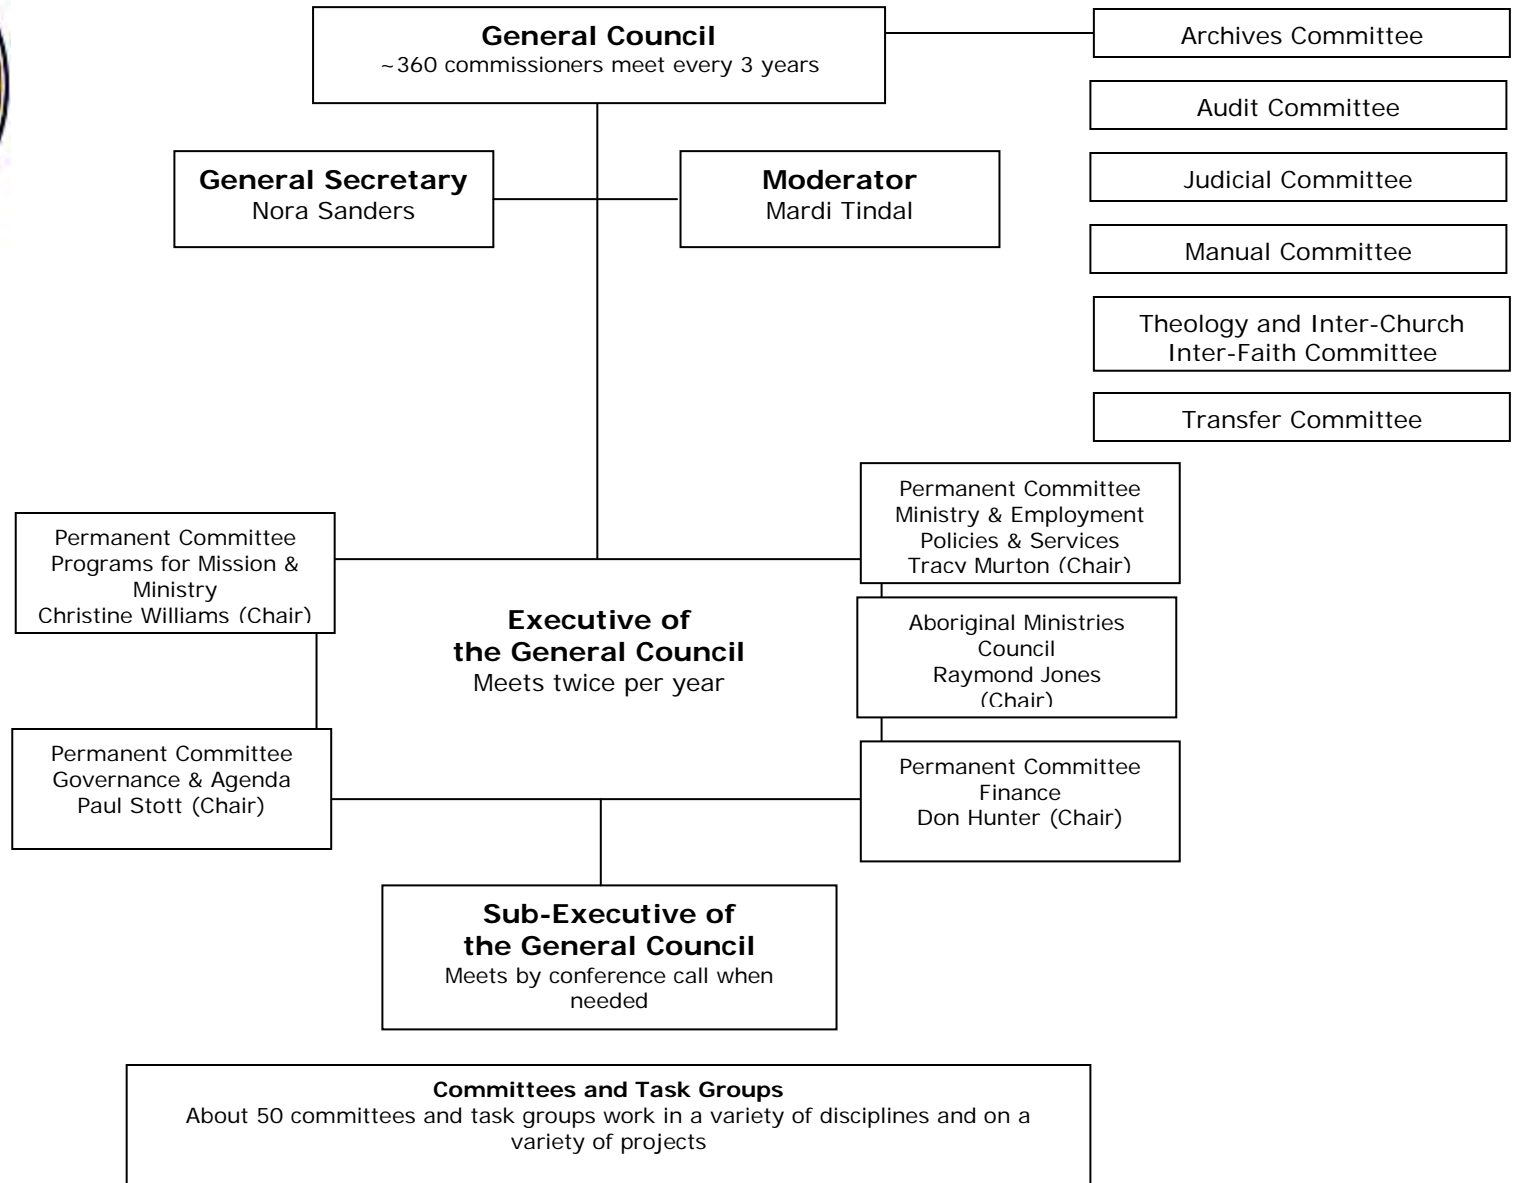 General Council
~360 commissioners meet every 3 years
Archives Committee
Audit Committee
General Secretary
Nora Sanders
Moderator
Mardi Tindal
Judicial Committee
Manual Committee
Theology and Inter-Church
Inter-Faith Committee
Transfer Committee
Permanent Committee
Programs for Mission &
Ministry
Christine Williams (Chair)
Permanent Committee
Ministry & Employment
Policies & Services
Tracy Murton (Chair)
Executive of
the General Council
Meets twice per year
Aboriginal Ministries
Council
Raymond Jones
(Chair)
Permanent Committee
Governance & Agenda
Paul Stott (Chair)
Permanent Committee
Finance
Don Hunter (Chair)
Sub-Executive of
the General Council
Meets by conference call when
needed
Committees and Task Groups
About 50 committees and task groups work in a variety of disciplines and on a
variety of projects